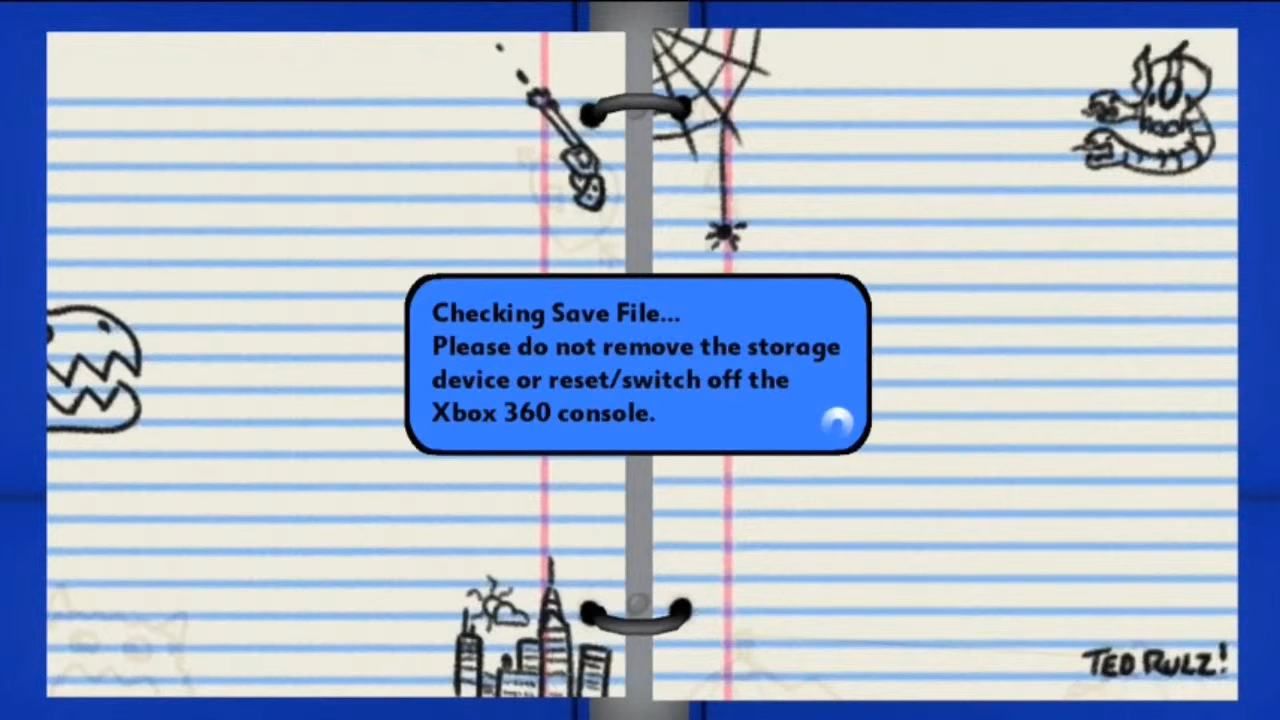 Checking Save File...
Please do not remove the storage
device or reset/switch off the
Xbox 360 console.
TED RULZ!